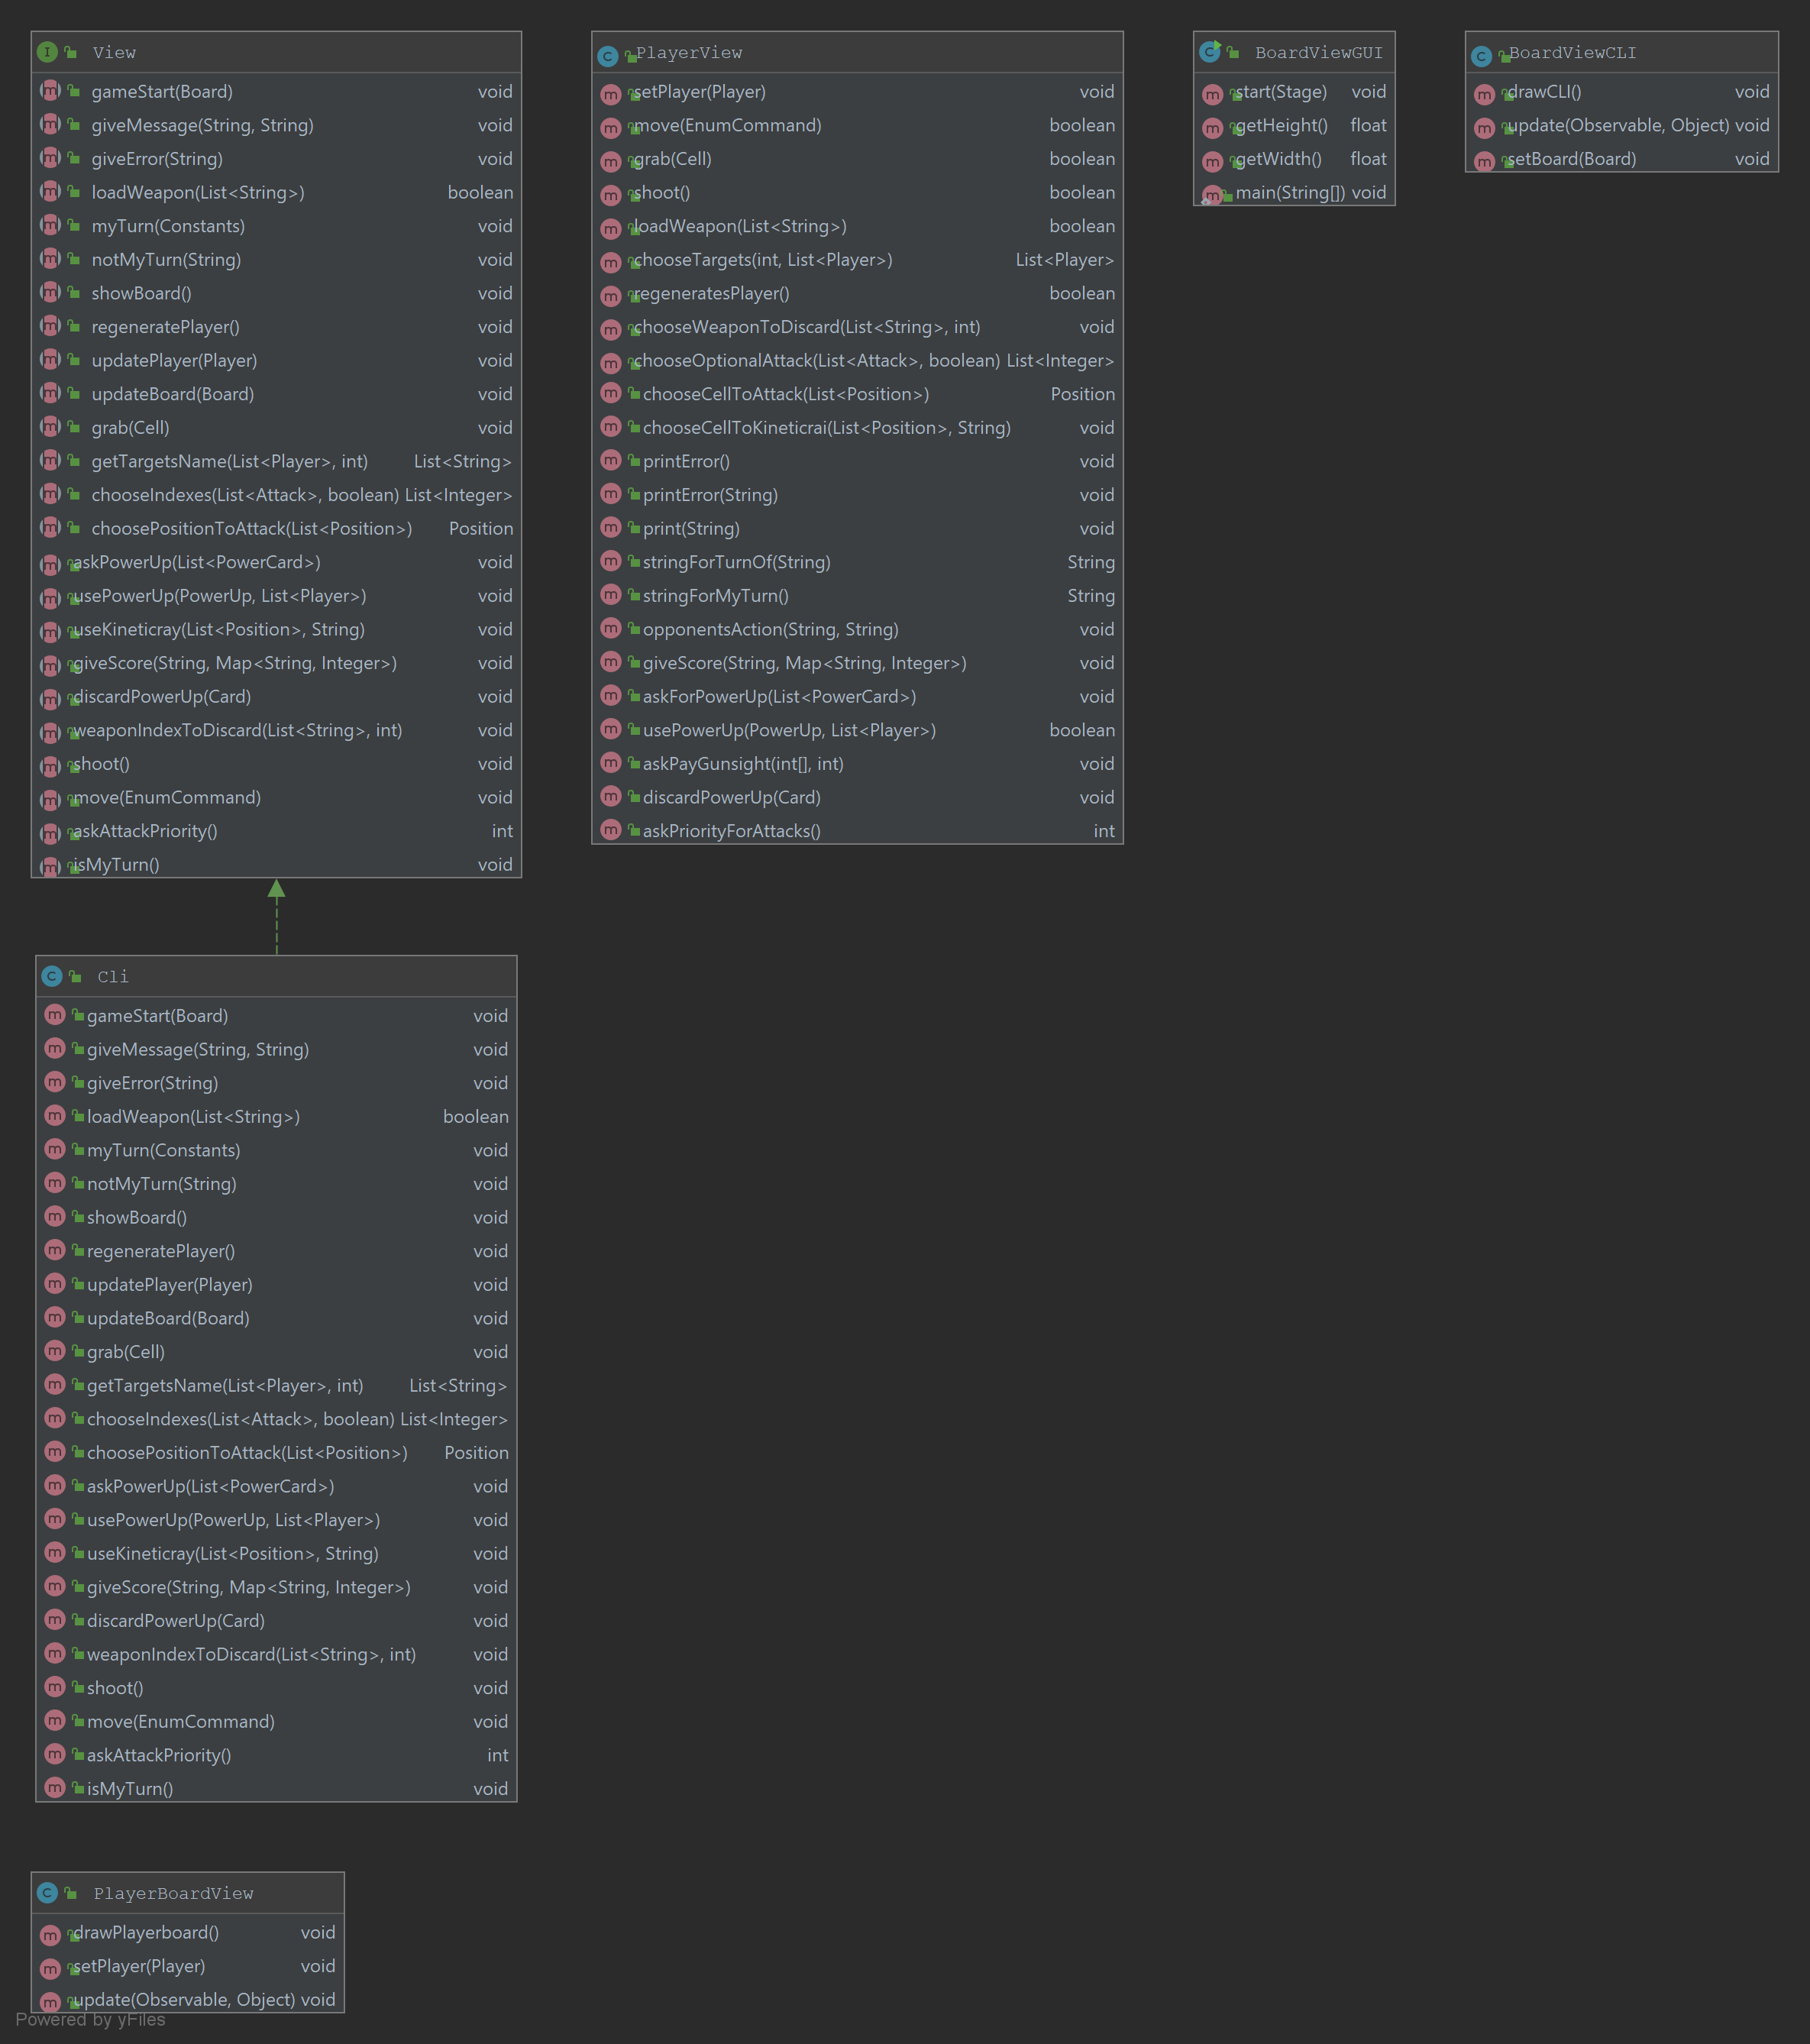 View
gameStart(Board) void
giveMessage(String, String) void
giveError(String) void
loadWeapon(List<String>) boolean
myTurn(Constants) void
notMyTurn(String) void
showBoard() void
regeneratePlayer() void
updatePlayer(Player) void
updateBoard(Board) void
grab(Cell) void
getTargetsName(List<Player>, int) List<String>
chooseIndexes(List<Attack>, boolean) List<Integer>
choosePositionToAttack(List<Position>) Position
askPowerUp(List<PowerCard>) void
usePowerUp(PowerUp, List<Player>) void
useKineticray(List<Position>, String) void
giveScore(String, Map<String, Integer>) void
discardPowerUp(Card) void
weaponIndexToDiscard(List<String>, int) void
shoot() void
move(EnumCommand) void
askAttackPriority() int
isMyTurn() void
PlayerView
setPlayer(Player) void
move(EnumCommand) boolean
grab(Cell) boolean
shoot() boolean
loadWeapon(List<String>) boolean
chooseTargets(int, List<Player>) List<Player>
regeneratesPlayer() boolean
chooseWeaponToDiscard(List<String>, int) void
chooseOptionalAttack(List<Attack>, boolean) List<Integer>
chooseCellToAttack(List<Position>) Position
chooseCellToKineticrai(List<Position>, String) void
printError() void
printError(String) void
print(String) void
stringForTurnOf(String) String
stringForMyTurn() String
opponentsAction(String, String) void
giveScore(String, Map<String, Integer>) void
askForPowerUp(List<PowerCard>) void
usePowerUp(PowerUp, List<Player>) boolean
askPayGunsight(int[], int) void
discardPowerUp(Card) void
askPriorityForAttacks() int
BoardViewGUI
start(Stage) void
getHeight() float
getWidth() float
main(String[]) void
BoardViewCLI
drawCLI() void
update(Observable, Object) void
setBoard(Board) void
Cli
gameStart(Board) void
giveMessage(String, String) void
giveError(String) void
loadWeapon(List<String>) boolean
myTurn(Constants) void
notMyTurn(String) void
showBoard() void
regeneratePlayer() void
updatePlayer(Player) void
updateBoard(Board) void
grab(Cell) void
getTargetsName(List<Player>, int) List<String>
chooseIndexes(List<Attack>, boolean) List<Integer>
choosePositionToAttack(List<Position>) Position
askPowerUp(List<PowerCard>) void
usePowerUp(PowerUp, List<Player>) void
useKineticray(List<Position>, String) void
giveScore(String, Map<String, Integer>) void
discardPowerUp(Card) void
weaponIndexToDiscard(List<String>, int) void
shoot() void
move(EnumCommand) void
askAttackPriority() int
isMyTurn() void
PlayerBoardView
drawPlayerboard() void
setPlayer(Player) void
update(Observable, Object) void
Powered by yFiles